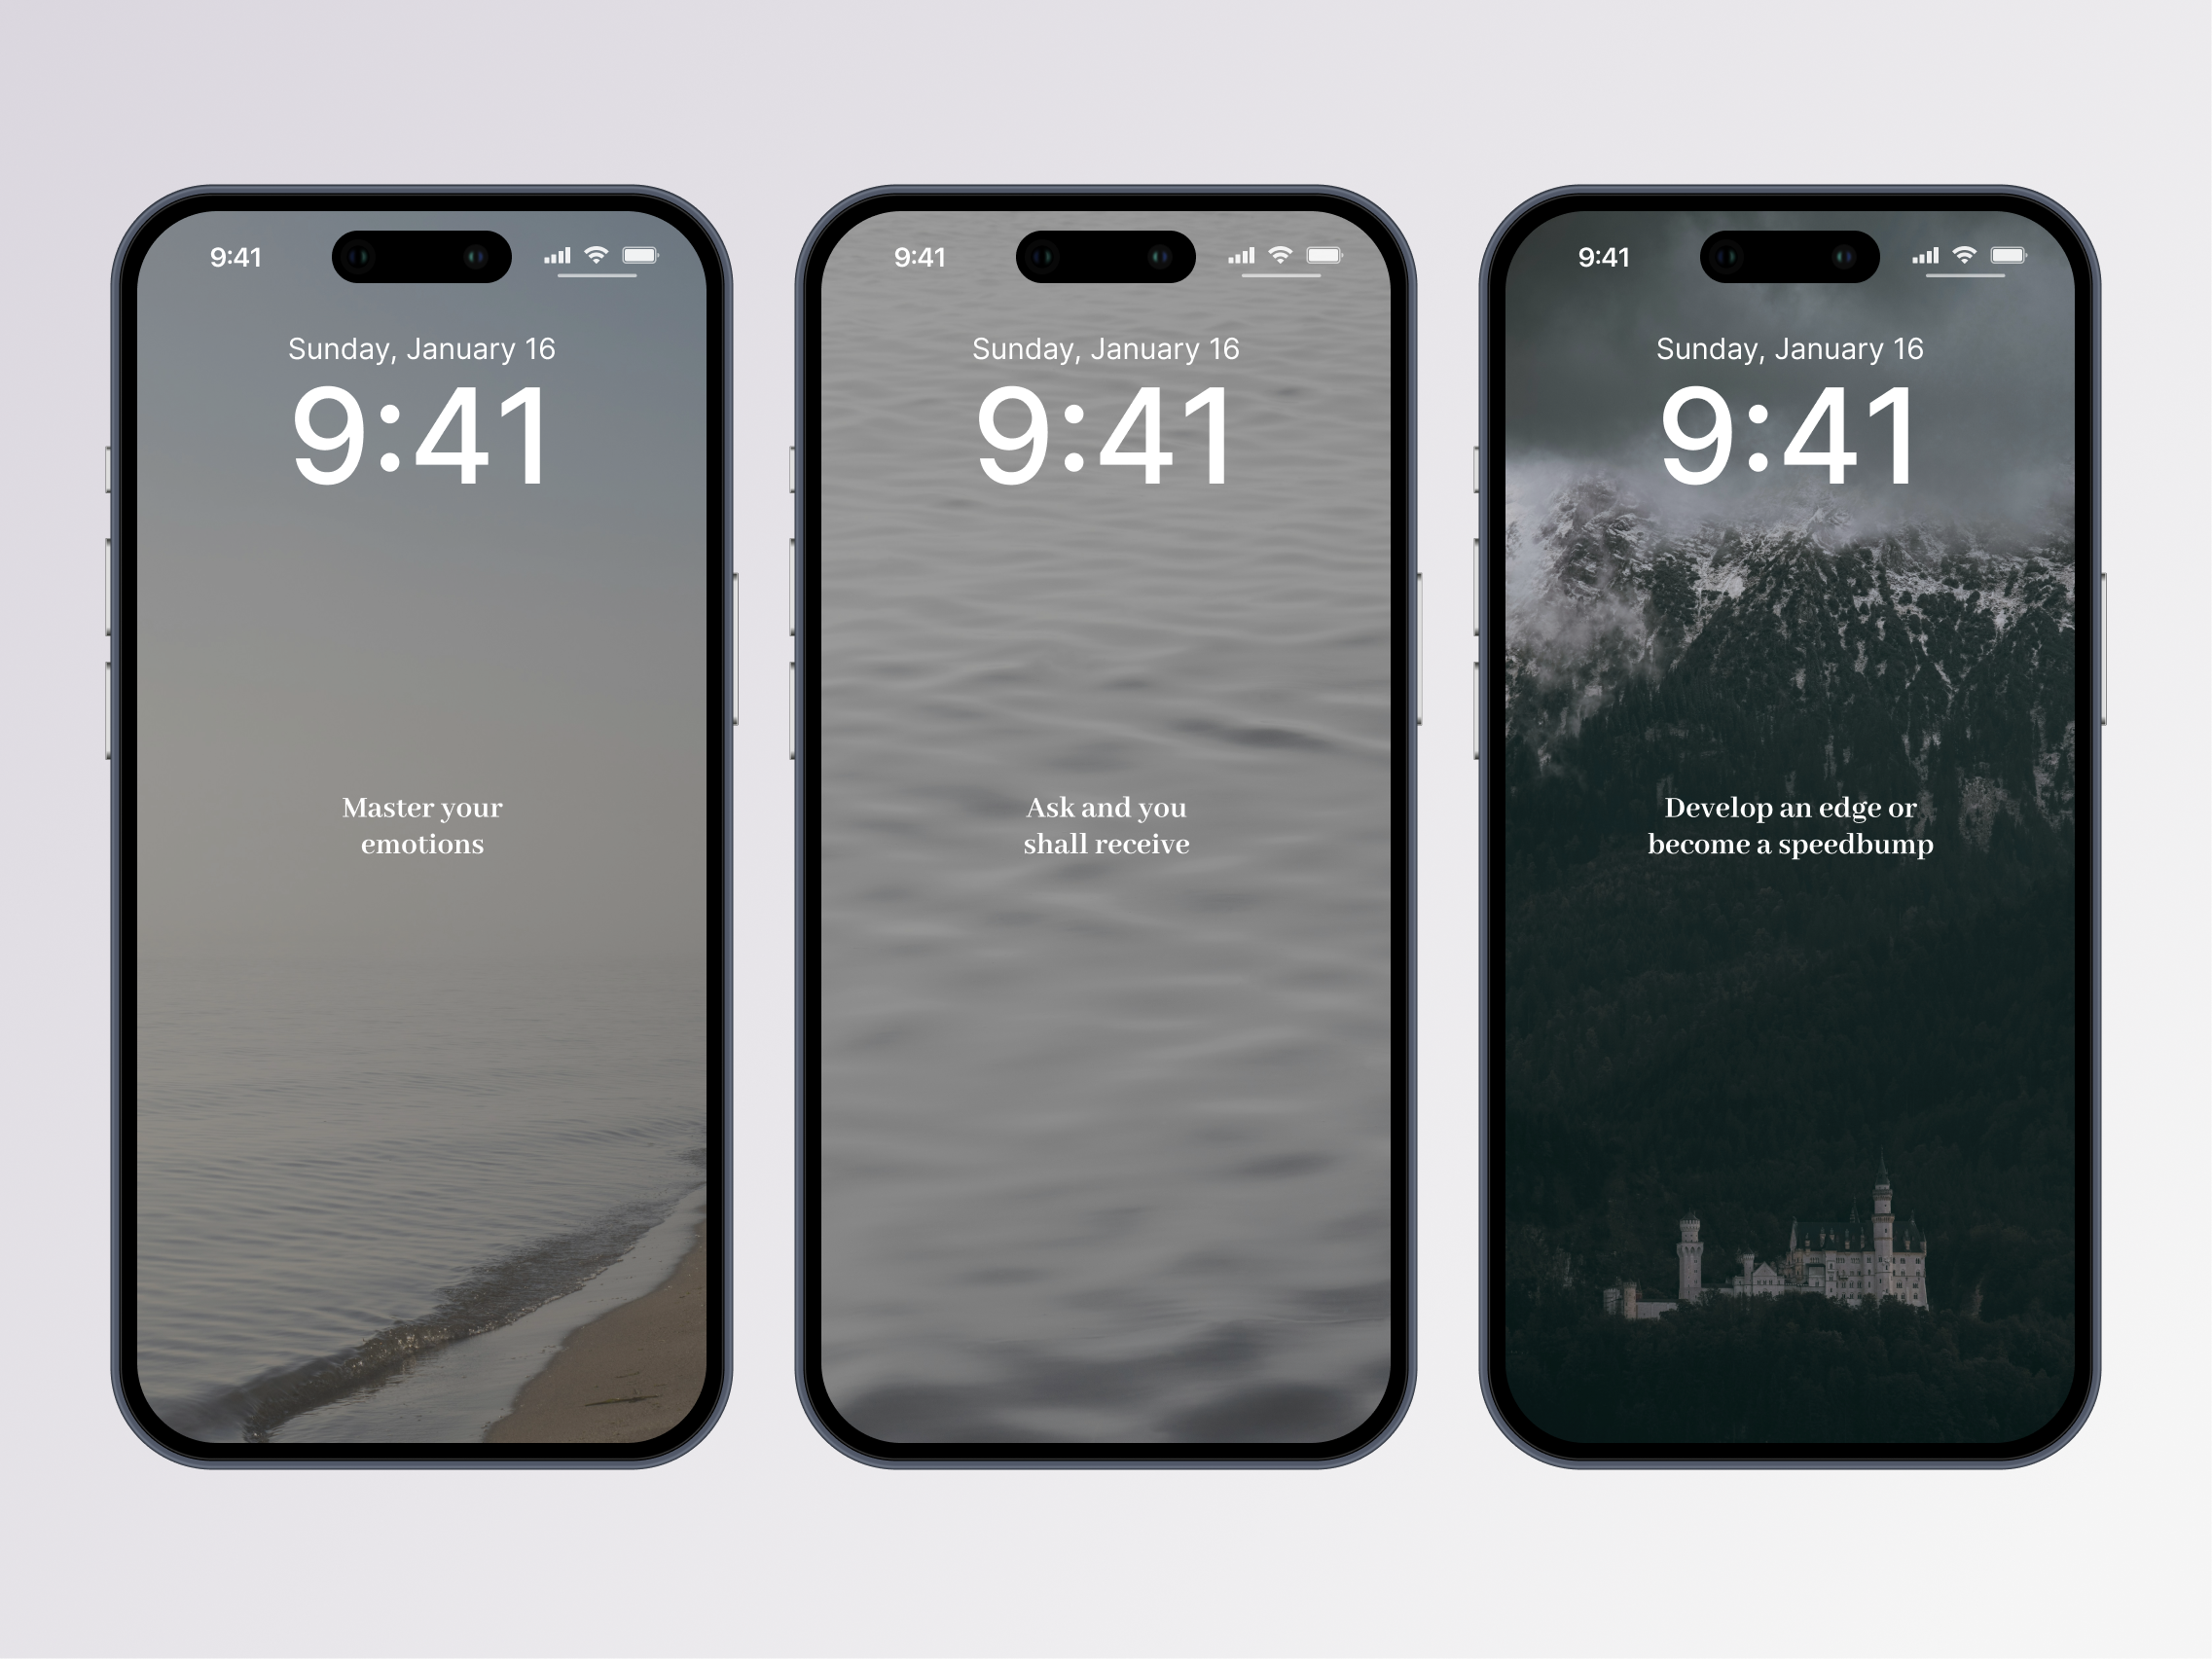 9:41
Sunday, January 16
9:41
Master your
emotions
9:41
Sunday, January 16
9:41
Ask and you
shall receive
9:41
Sunday, January 16
9:41
Develop an edge or
become a speedbump